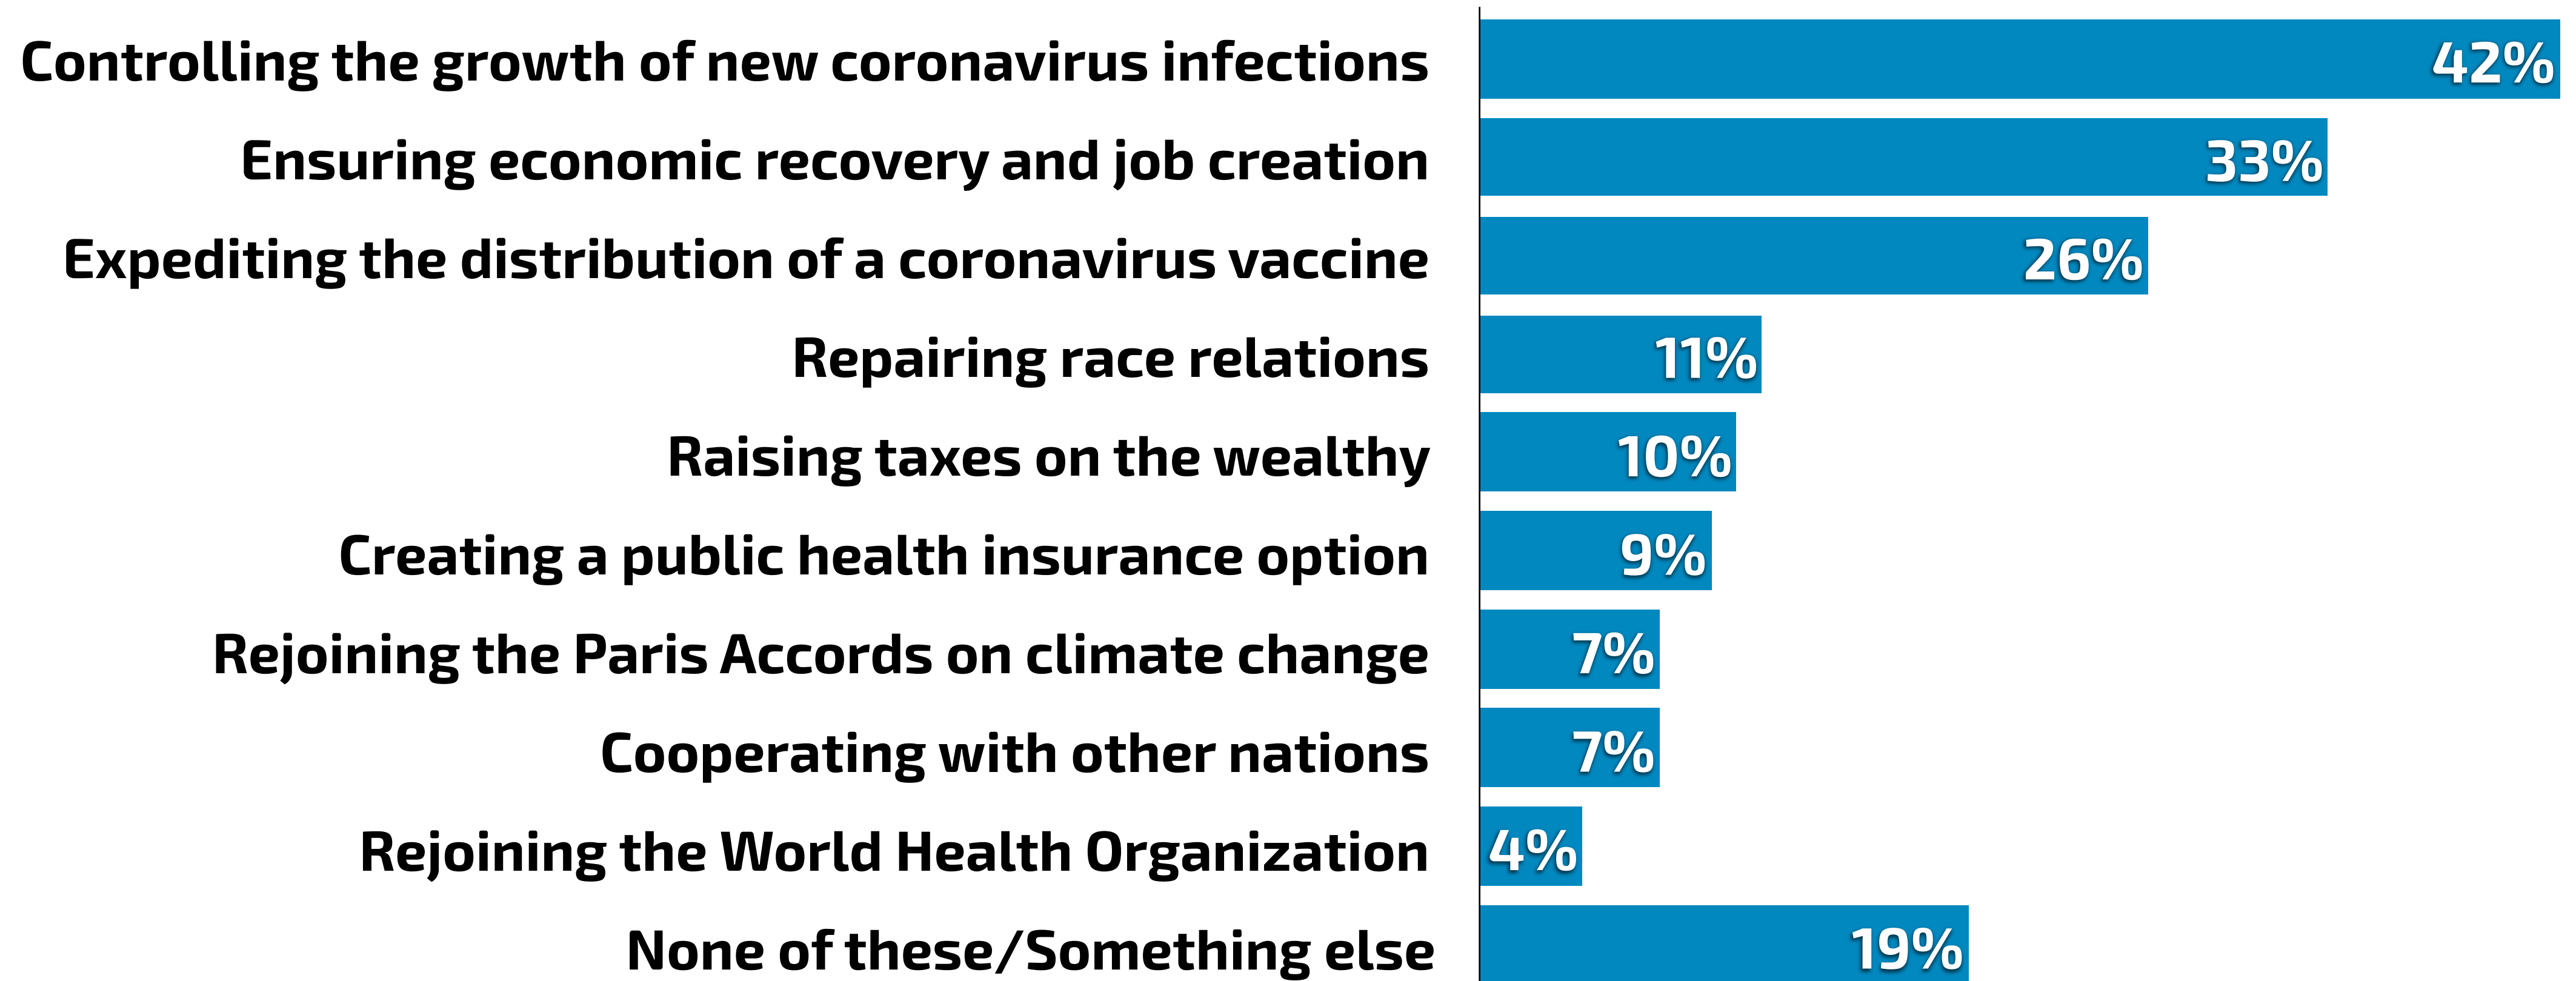 Controlling the growth of new coronavirus infections 42%
Ensuring economic recovery and job creation 33%
Expediting the distribution of a coronavirus vaccine 26%
Repairing race relations 11%
Raising taxes on the wealthy 10%
Creating a public health insurance option 9%
Rejoining the Paris Accords on climate change 7%
Cooperating with other nations 7%
Rejoining the World Health Organization 4%
None of these/Something else 19%